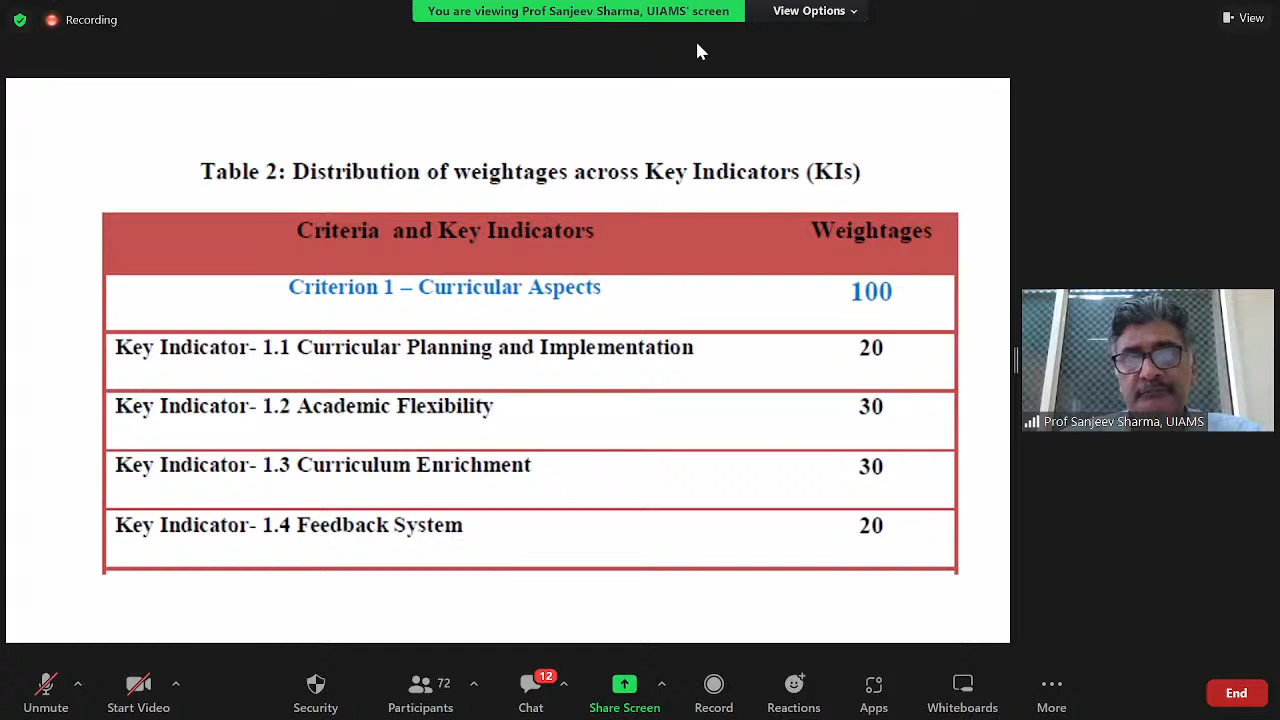 Recording
You are viewing Prof Sanjeev Sharma, UIAMS' screen
View Options
View
Table 2: Distribution of weightages across Key Indicators (KIs)
Criteria and Key Indicators Weightages
Criterion 1 – Curricular Aspects 100
Key Indicator- 1.1 Curricular Planning and Implementation 20
Key Indicator- 1.2 Academic Flexibility 30
Key Indicator- 1.3 Curriculum Enrichment 30
Key Indicator- 1.4 Feedback System 20
Prof Sanjeev Sharma, UIAMS
72
12
Unmute Start Video Security Participants Chat Share Screen Record Reactions Apps Whiteboards More End